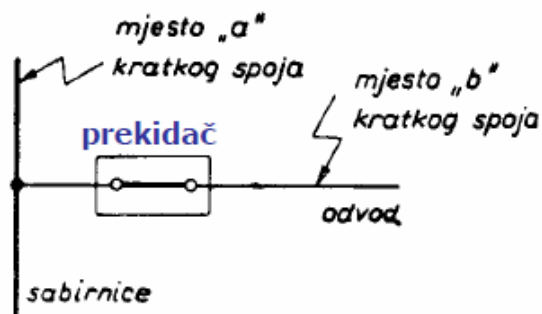 mjesto „a"
kratkog spoja
mjesto „b"
kratkog spoja
prekidač
odvod
sabirnice